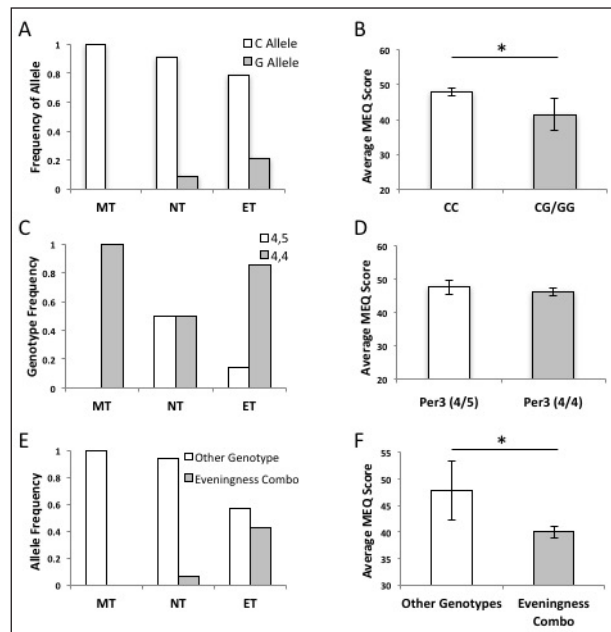 A
Frequency of Allele
1
0.8
0.6
0.4
0.2
0
C Allele
G Allele
MT NT ET
B
*
Average MEQ Score
60
50
40
30
20
CC CG/GG
C
Genotype Frequency
1
0.8
0.6
0.4
0.2
0
4,5
4,4
MT NT ET
D
Average MEQ Score
60
50
40
30
20
Per3 (4/5) Per3 (4/4)
E
Allele Frequency
1
0.8
0.6
0.4
0.2
0
Other Genotype
Eveningness Combo
MT NT ET
F
*
Average MEQ Score
55
50
45
40
35
30
Other Genotypes Eveningness
Combo